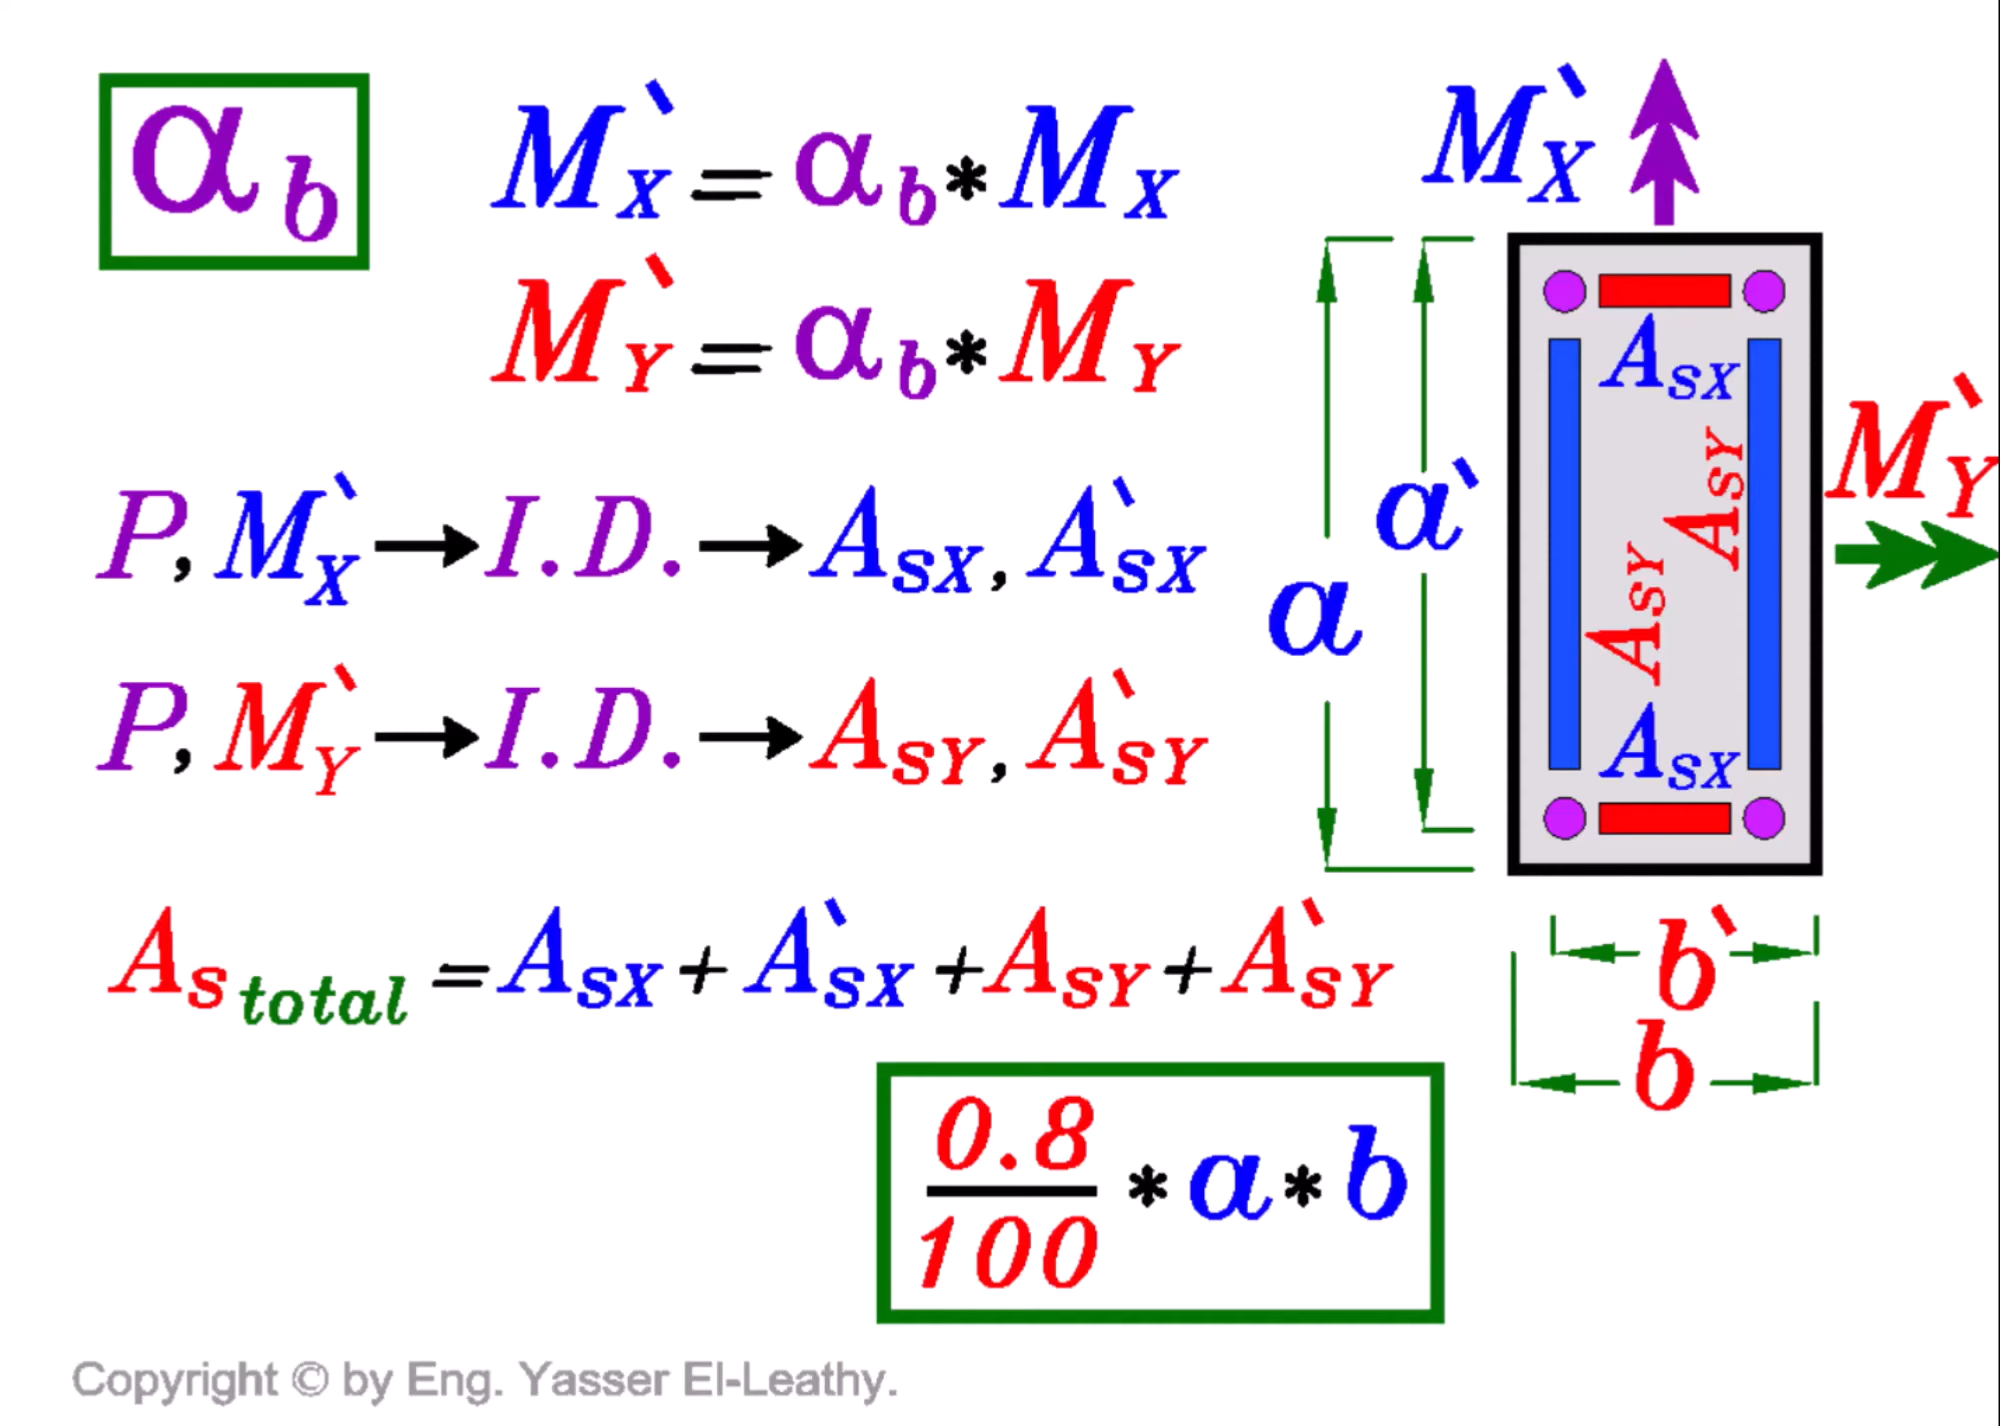 αb
M`X = αb * MX
M`Y = αb * MY
P, M`X → I.D. → ASX, A`SX
P, M`Y → I.D. → ASY, A`SY
AS total = ASX + A`SX + ASY + A`SY
0.8
100
* a * b
M`X
ASX
ASY
ASY
ASX
M`Y
a`
a
b`
b
Copyright © by Eng. Yasser El-Leathy.